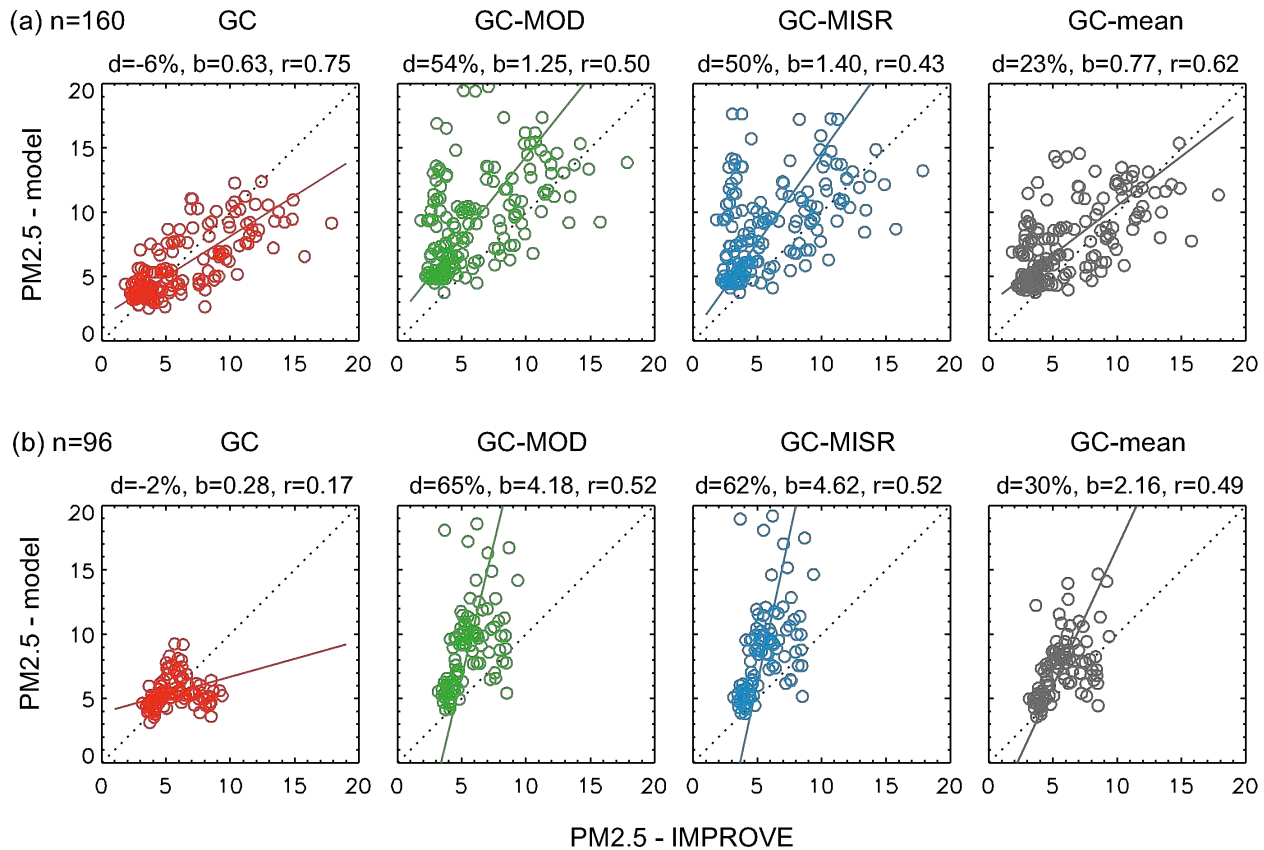 (a) n=160 GC GC-MOD GC-MISR GC-mean
d=-6%, b=0.63, r=0.75 d=54%, b=1.25, r=0.50 d=50%, b=1.40, r=0.43 d=23%, b=0.77, r=0.62
PM2.5 - model
20
15
10
5
0
0 5 10 15 20 0 5 10 15 20 0 5 10 15 20 0 5 10 15 20
(b) n=96 GC GC-MOD GC-MISR GC-mean
d=-2%, b=0.28, r=0.17 d=65%, b=4.18, r=0.52 d=62%, b=4.62, r=0.52 d=30%, b=2.16, r=0.49
PM2.5 - model
20
15
10
5
0
0 5 10 15 20 0 5 10 15 20 0 5 10 15 20 0 5 10 15 20
PM2.5 - IMPROVE